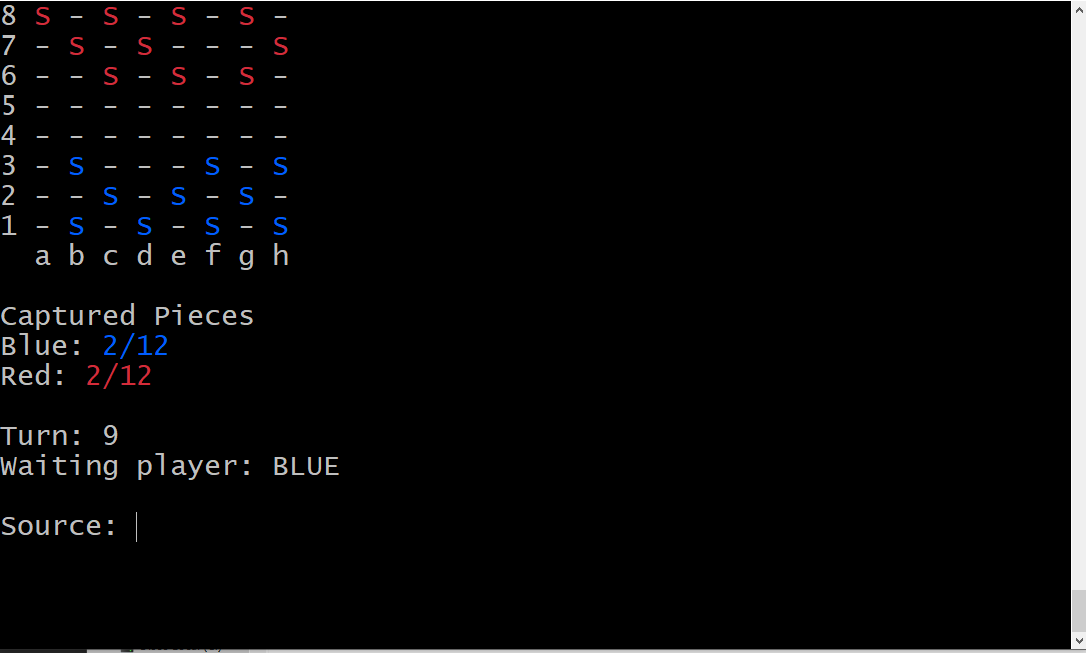 8 S - S - S - S -
7 - S - S - - - S
6 - - S - S - S -
5 - - - - - - - -
4 - - - - - - - -
3 - S - - - S - S
2 - - S - S - S -
1 - S - S - S - S
a b c d e f g h
Captured Pieces
Blue: 2/12
Red: 2/12
Turn: 9
Waiting player: BLUE
Source: